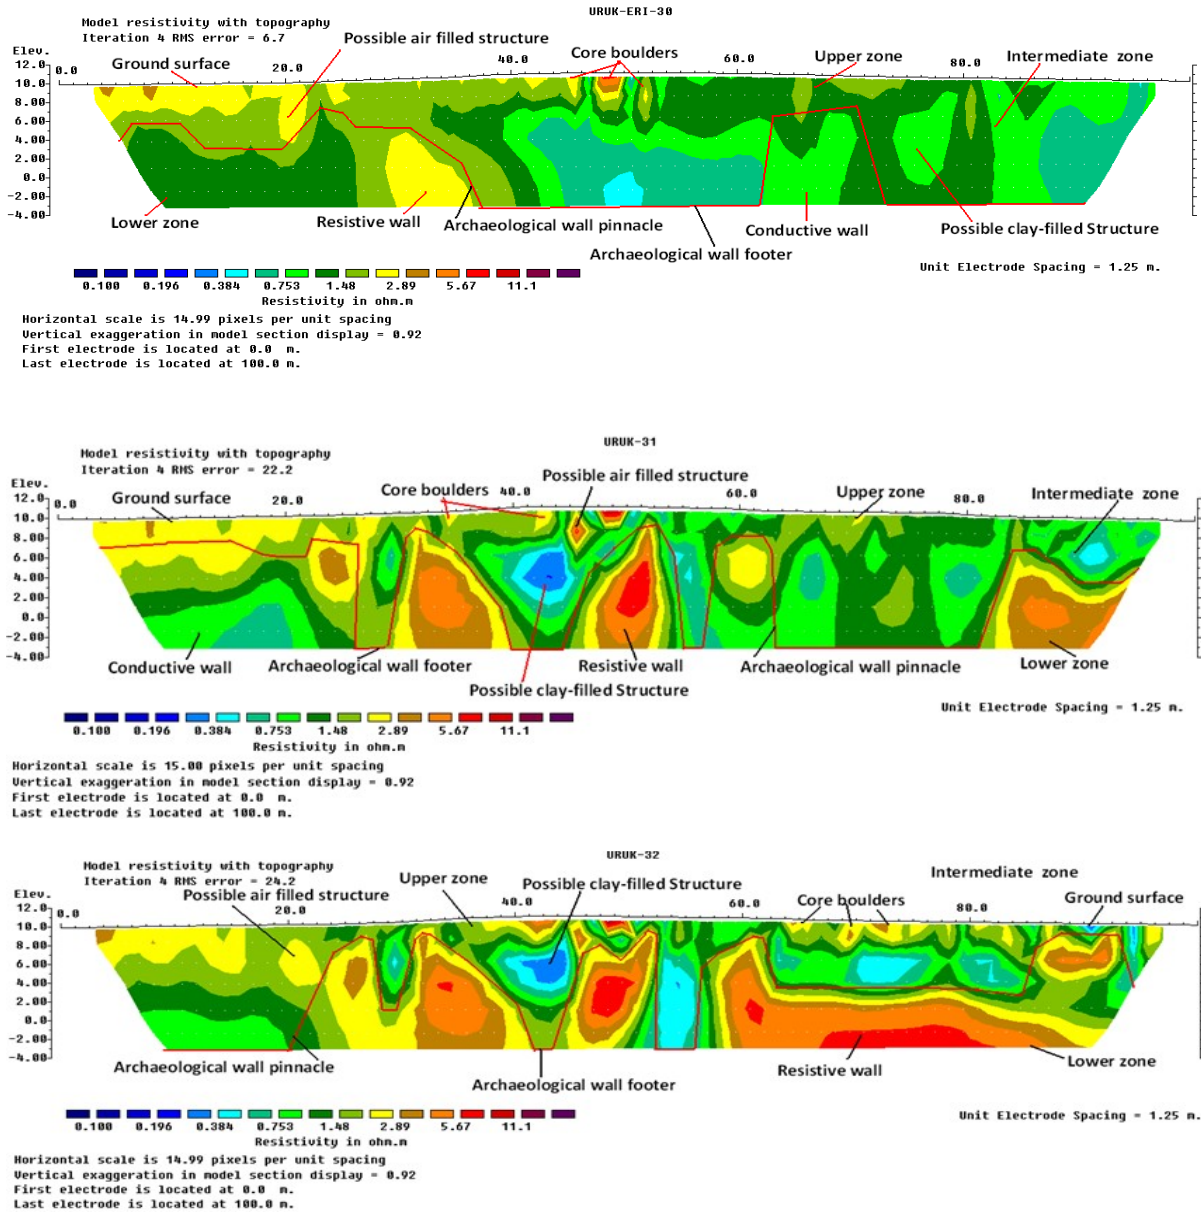 URUK-ERI-30
Model resistivity with topography
Iteration 4 RMS error = 6.7
Possible air filled structure
Core boulders
Ground surface
Upper zone
Intermediate zone
Elev.
0.0 20.0 40.0 60.0 80.0
12.0
10.0
8.00
6.00
4.00
2.00
0.00
-2.00
-4.00
Lower zone
Resistive wall
Archaeological wall pinnacle
Archaeological wall footer
Conductive wall
Possible clay-filled Structure
0.100 0.196 0.384 0.753 1.48 2.89 5.67 11.1
Resistivity in ohm.m
Unit Electrode Spacing = 1.25 m.
Horizontal scale is 14.99 pixels per unit spacing
Vertical exaggeration in model section display = 0.92
First electrode is located at 0.0 m.
Last electrode is located at 100.0 m.
URUK-31
Model resistivity with topography
Iteration 4 RMS error = 22.2
Possible air filled structure
Ground surface
Core boulders
Upper zone
Intermediate zone
Elev.
0.0 20.0 40.0 60.0 80.0
12.0
10.0
8.00
6.00
4.00
2.00
0.00
-2.00
-4.00
Conductive wall
Archaeological wall footer
Possible clay-filled Structure
Resistive wall
Archaeological wall pinnacle
Lower zone
0.100 0.196 0.384 0.753 1.48 2.89 5.67 11.1
Resistivity in ohm.m
Unit Electrode Spacing = 1.25 m.
Horizontal scale is 15.00 pixels per unit spacing
Vertical exaggeration in model section display = 0.92
First electrode is located at 0.0 m.
Last electrode is located at 100.0 m.
URUK-32
Model resistivity with topography
Iteration 4 RMS error = 24.2
Possible air filled structure
Upper zone
Possible clay-filled Structure
Core boulders
Intermediate zone
Ground surface
Elev.
0.0 20.0 40.0 60.0 80.0
12.0
10.0
8.00
6.00
4.00
2.00
0.0
-2.00
-4.00
Archaeological wall pinnacle
Archaeological wall footer
Resistive wall
Lower zone
0.100 0.196 0.384 0.753 1.48 2.89 5.67 11.1
Resistivity in ohm.m
Unit Electrode Spacing = 1.25 m.
Horizontal scale is 14.99 pixels per unit spacing
Vertical exaggeration in model section display = 0.92
First electrode is located at 0.0 m.
Last electrode is located at 100.0 m.